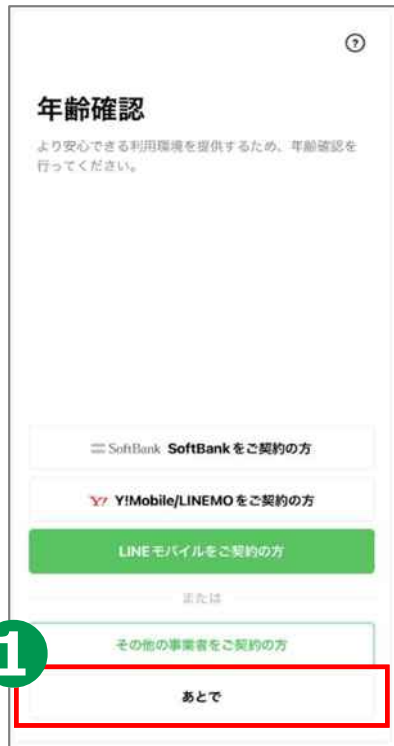 ?
年齢確認
より安心できる利用環境を提供するため、年齢確認を
行ってください。
SoftBank SoftBankをご契約の方
Y! Y!Mobile/LINEMOをご契約の方
LINEモバイルをご契約の方
または
その他の事業者をご契約の方
1
あとで